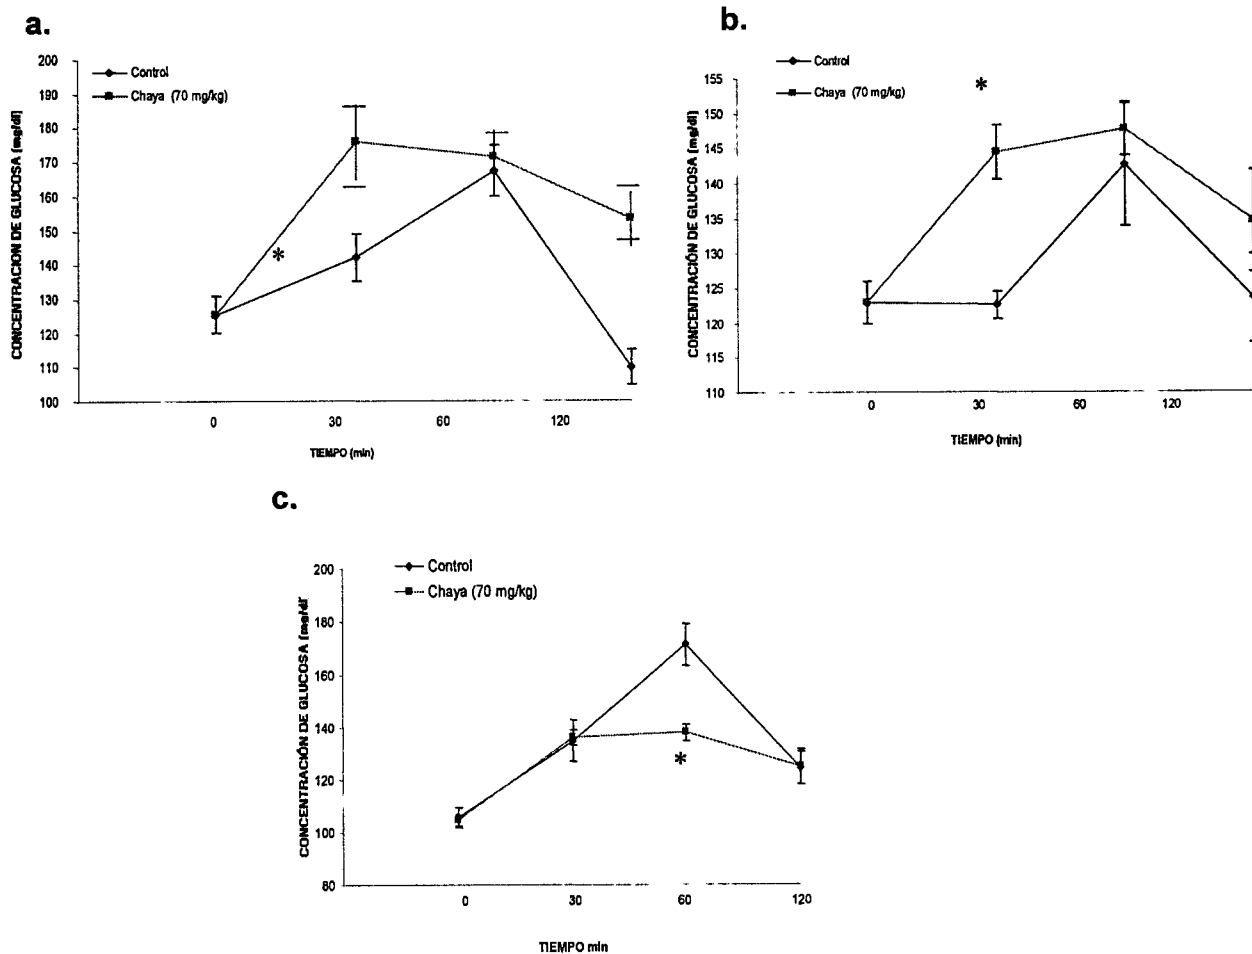 a.
Control
Chaya (70 mg/kg)
CONCENTRACION DE GLUCOSA (mg/dl)
200
190
180
170
160
150
140
130
120
110
100
*
0 30 60 120
TIEMPO (min)
b.
Control
Chaya (70 mg/kg)
CONCENTRACIÓN DE GLUCOSA (mg/dl)
155
150
145
140
135
130
125
120
115
110
*
0 30 60 120
TIEMPO (min)
c.
Control
Chaya (70 mg/kg)
CONCENTRACIÓN DE GLUCOSA (mg/dl
200
180
160
140
120
100
80
*
0 30 60 120
TIEMPO min